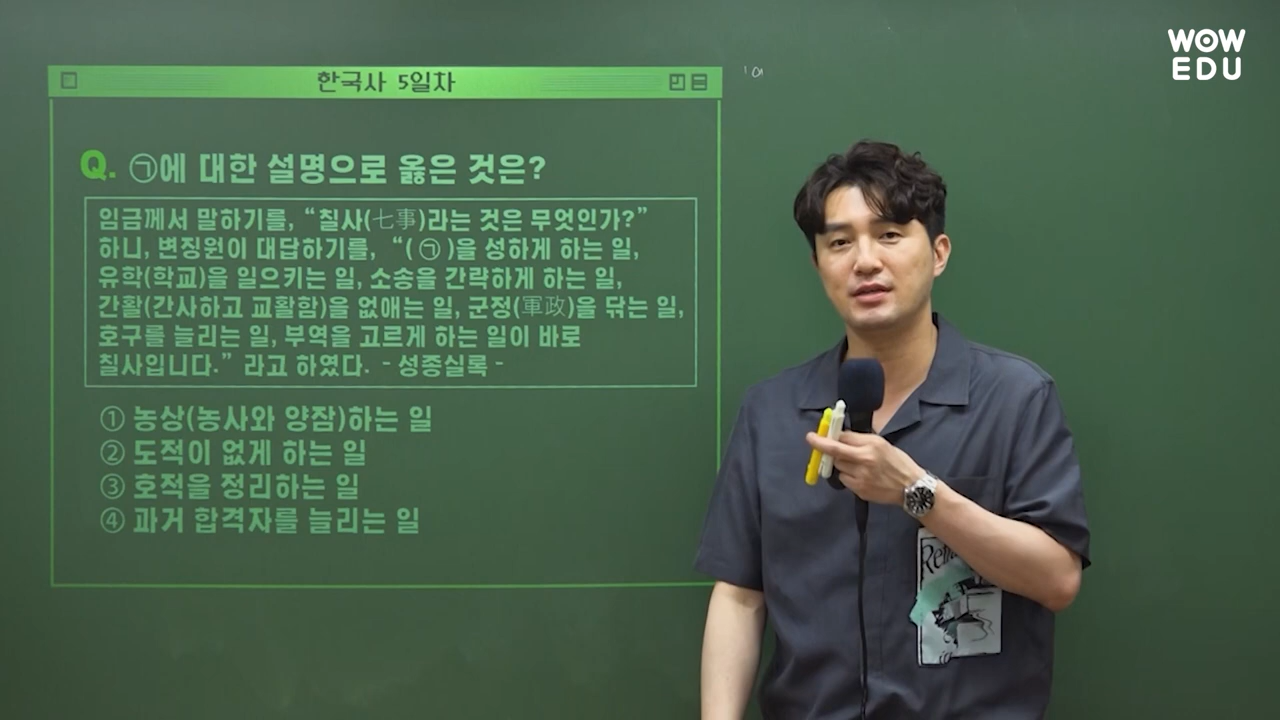 WOW
EDU
한국사 5일차
Q. ㉠에 대한 설명으로 옳은 것은?
임금께서 말하기를, “칠사(七事)라는 것은 무엇인가?”
하니, 변징원이 대답하기를, “( ㉠ )을 성하게 하는 일,
유학(학교)을 일으키는 일, 소송을 간략하게 하는 일,
간활(간사하고 교활함)을 없애는 일, 군정(軍政)을 닦는 일,
호구를 늘리는 일, 부역을 고르게 하는 일이 바로
칠사입니다.” 라고 하였다. - 성종실록 -
① 농상(농사와 양잠)하는 일
② 도적이 없게 하는 일
③ 호적을 정리하는 일
④ 과거 합격자를 늘리는 일